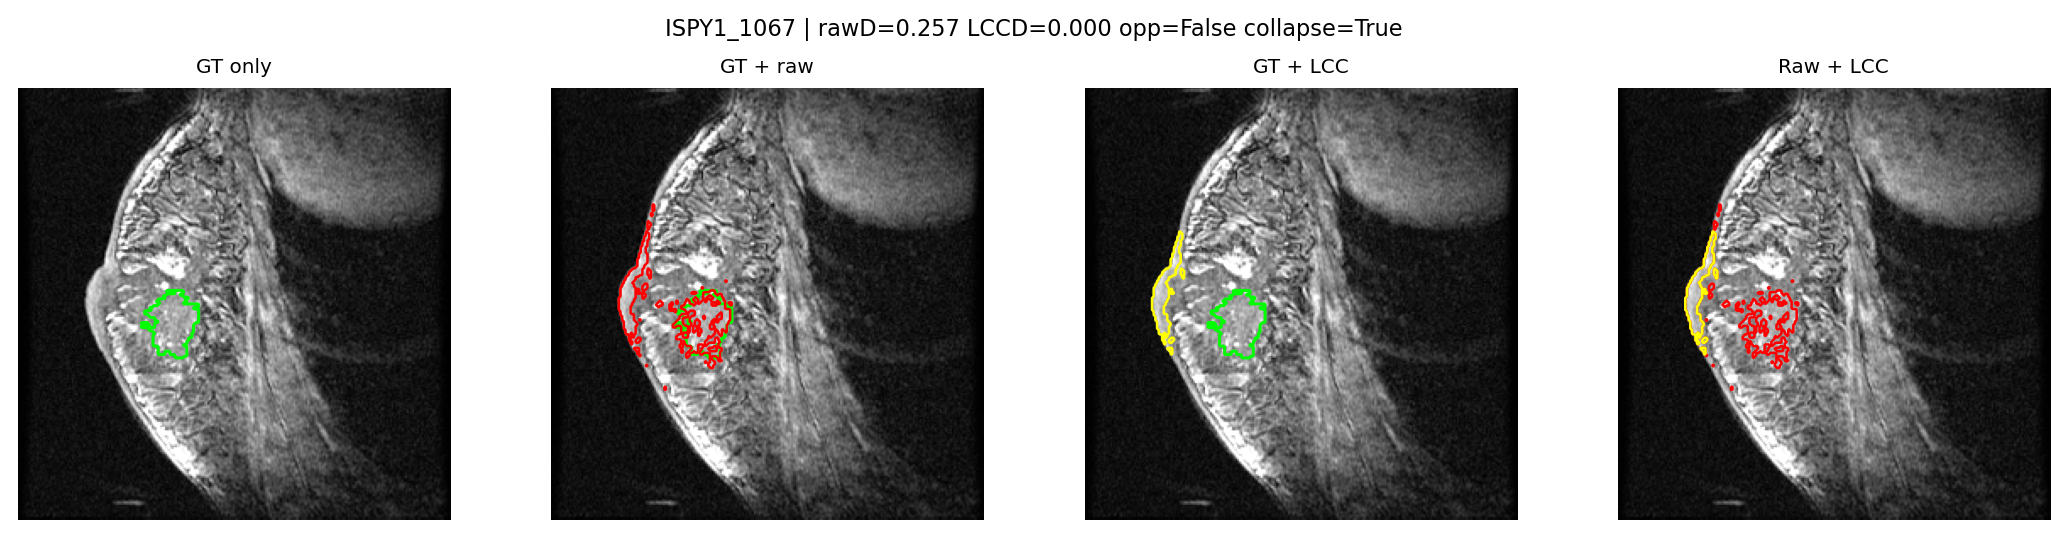 ISPY1_1067 | rawD=0.257 LCCD=0.000 opp=False collapse=True
GT only
GT + raw
GT + LCC
Raw + LCC